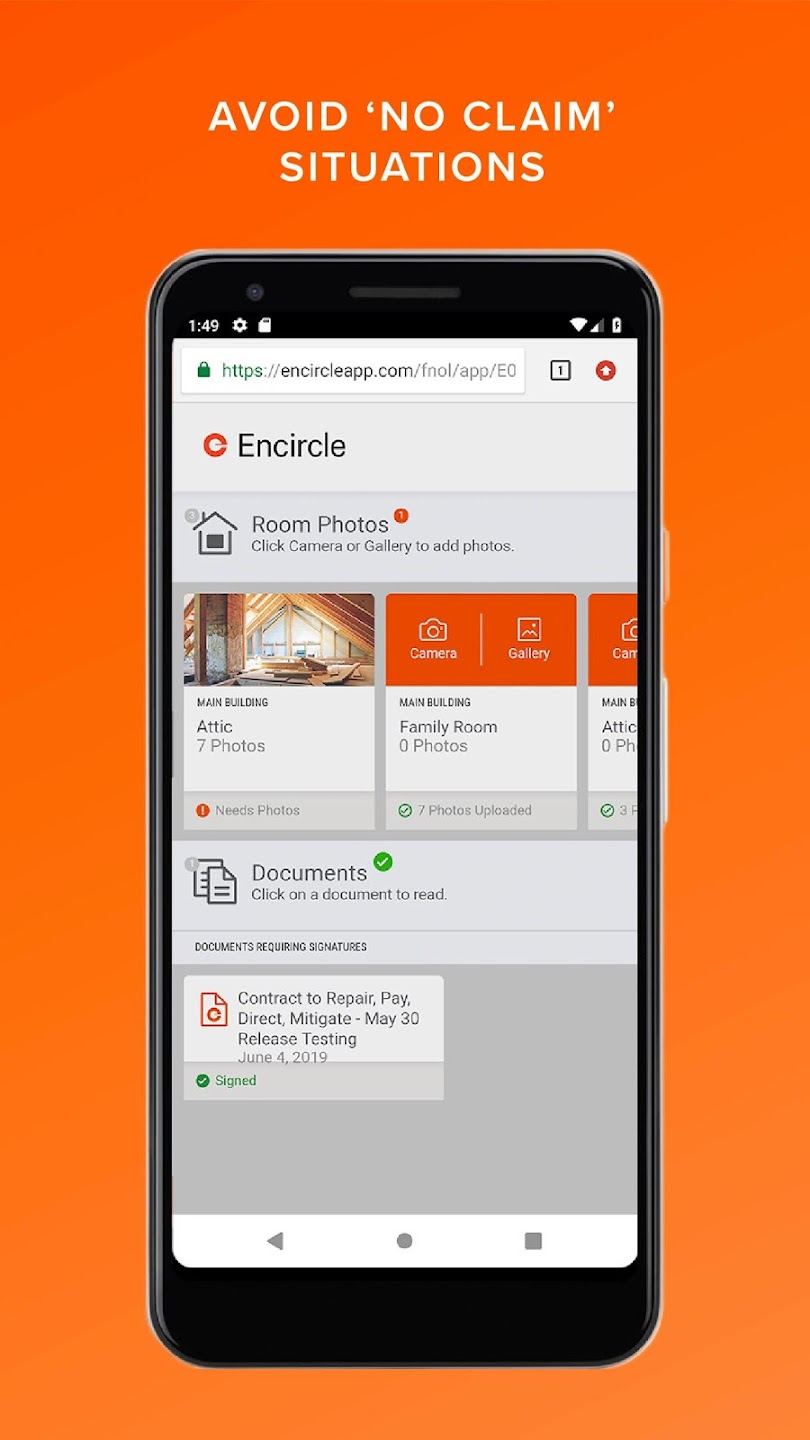 AVOID ‘NO CLAIM’
SITUATIONS
1:49
https://encircleapp.com/fnol/app/E0
1
Encircle
3
Room Photos
1
Click Camera or Gallery to add photos.
Camera
Gallery
Cam
MAIN BUILDING
MAIN BUILDING
MAIN B
Attic
Family Room
Attic
7 Photos
0 Photos
0 Ph
Needs Photos
7 Photos Uploaded
3 P
1
Documents
Click on a document to read.
DOCUMENTS REQUIRING SIGNATURES
Contract to Repair, Pay,
Direct, Mitigate - May 30
Release Testing
June 4, 2019
Signed